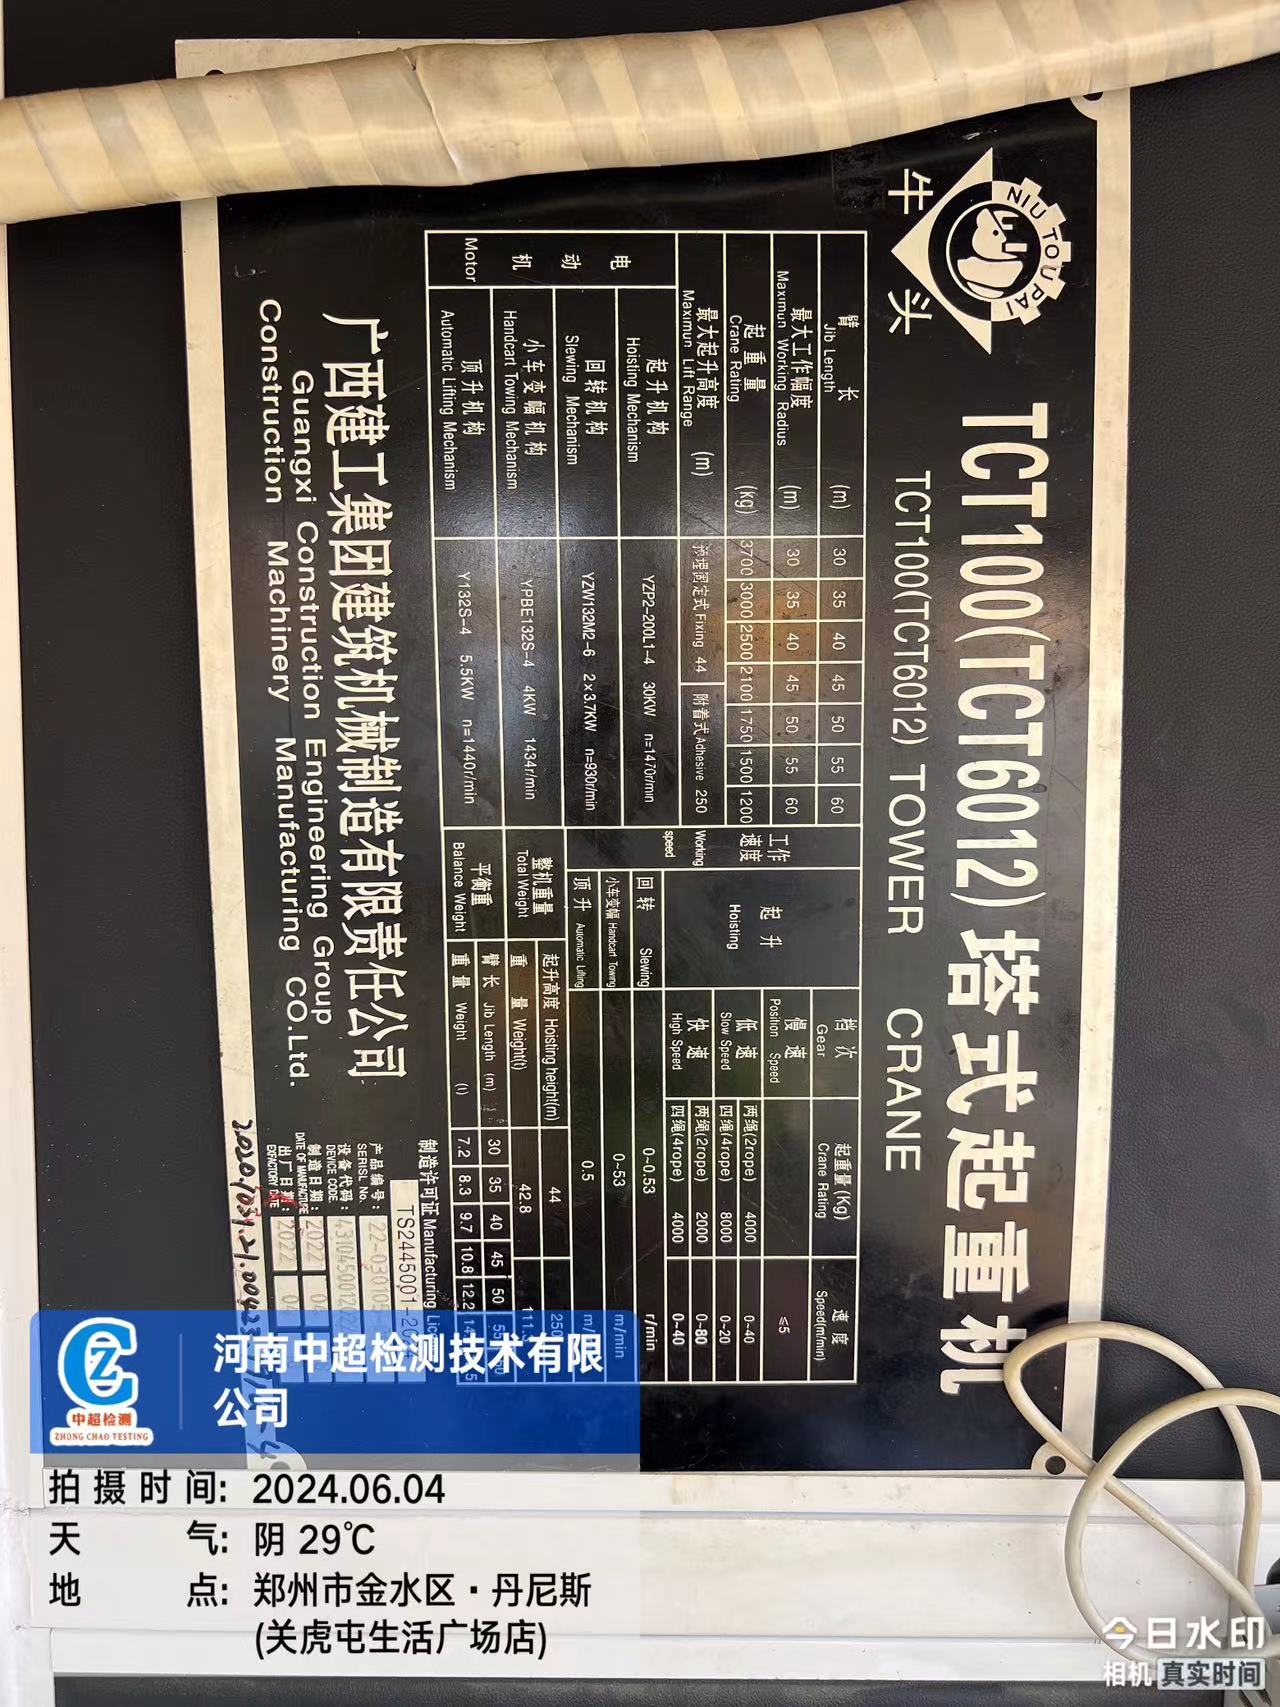 NIU TOU PAI
牛头
TCT100(TCT6012)塔式起重机
TCT100(TCT6012) TOWER CRANE
臂长 Jib Length (m) 30 35 40 45 50 55 60
最大工作幅度 Maximun Working Radius (m) 30 35 40 45 50 55 60
起重量 Crane Rating (kg) 3700 3000 2500 2100 1750 1500 1200
最大起升高度 Maximun Lift Range (m) 固定式 Fixing 44 附着式 Adhesive 250
电动机 Motor
起升机构 Hoisting Mechanism YZP2-200L1-4 30KW n=1470r/min
回转机构 Slewing Mechanism YZW132M2-6 2x3.7KW n=930r/min
小车变幅机构 Handcart Towing Mechanism YPBE132S-4 4KW 1434r/min
顶升机构 Automatic Lifting Mechanism Y132S-4 5.5KW n=1440r/min
工作速度 Working speed
起升 Hoisting
档次 Gear 起重量(Kg) Crane Rating 速度 Speed(m/min)
慢速 Position Speed ≤5
低速 Slow Speed 两绳(2rope) 4000 0-40
四绳(4rope) 8000 0-20
快速 High Speed 两绳(2rope) 2000 0-80
四绳(4rope) 4000 0-40
回转 Slewing 0~0.53 r/min
小车变幅 Handcart Towing 0~53 m/min
顶升 Automatic Lifting 0.5
整机重量 Total Weight
起升高度 Hoisting height(m) 44 250
重量 Weight(t) 42.8
平衡重 Balance Weight
臂长 Jib Length (m) 30 35 40 45 50 55
重量 Weight (t) 7.2 8.3 9.7 10.8 12.2
广西建工集团建筑机械制造有限责任公司
Guangxi Construction Engineering Group
Construction Machinery Manufacturing CO.Ltd.
制造许可证 Manufacturing
TS2445001-
产品编号: SERISL No.
设备代码: DEVICE CODE.
制造日期: DATE OF MANUFACTURE 2022 04
出厂日期: EXFACTORY DATE 2022 04
中超检测
ZHONG CHAO TESTING
河南中超检测技术有限
公司
拍摄时间: 2024.06.04
天气: 阴 29℃
地点: 郑州市金水区·丹尼斯
(关虎屯生活广场店)
今日水印
相机 真实时间